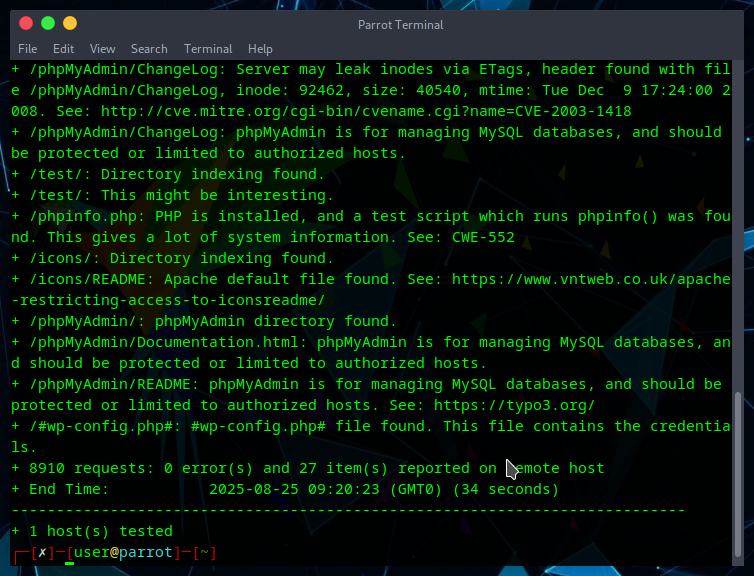 Parrot Terminal
File Edit View Search Terminal Help
+ /phpMyAdmin/ChangeLog: Server may leak inodes via ETags, header found with fil
e /phpMyAdmin/ChangeLog, inode: 92462, size: 40540, mtime: Tue Dec  9 17:24:00 2
008. See: http://cve.mitre.org/cgi-bin/cvename.cgi?name=CVE-2003-1418
+ /phpMyAdmin/ChangeLog: phpMyAdmin is for managing MySQL databases, and should
be protected or limited to authorized hosts.
+ /test/: Directory indexing found.
+ /test/: This might be interesting.
+ /phpinfo.php: PHP is installed, and a test script which runs phpinfo() was fou
nd. This gives a lot of system information. See: CWE-552
+ /icons/: Directory indexing found.
+ /icons/README: Apache default file found. See: https://www.vntweb.co.uk/apache
-restricting-access-to-iconsreadme/
+ /phpMyAdmin/: phpMyAdmin directory found.
+ /phpMyAdmin/Documentation.html: phpMyAdmin is for managing MySQL databases, an
d should be protected or limited to authorized hosts.
+ /phpMyAdmin/README: phpMyAdmin is for managing MySQL databases, and should be
protected or limited to authorized hosts. See: https://typo3.org/
+ /#wp-config.php#: #wp-config.php# file found. This file contains the credentia
ls.
+ 8910 requests: 0 error(s) and 27 item(s) reported on remote host
+ End Time:           2025-08-25 09:20:23 (GMT0) (34 seconds)
---------------------------------------------------------------------------
+ 1 host(s) tested
┌─[✗]─[user@parrot]─[~]